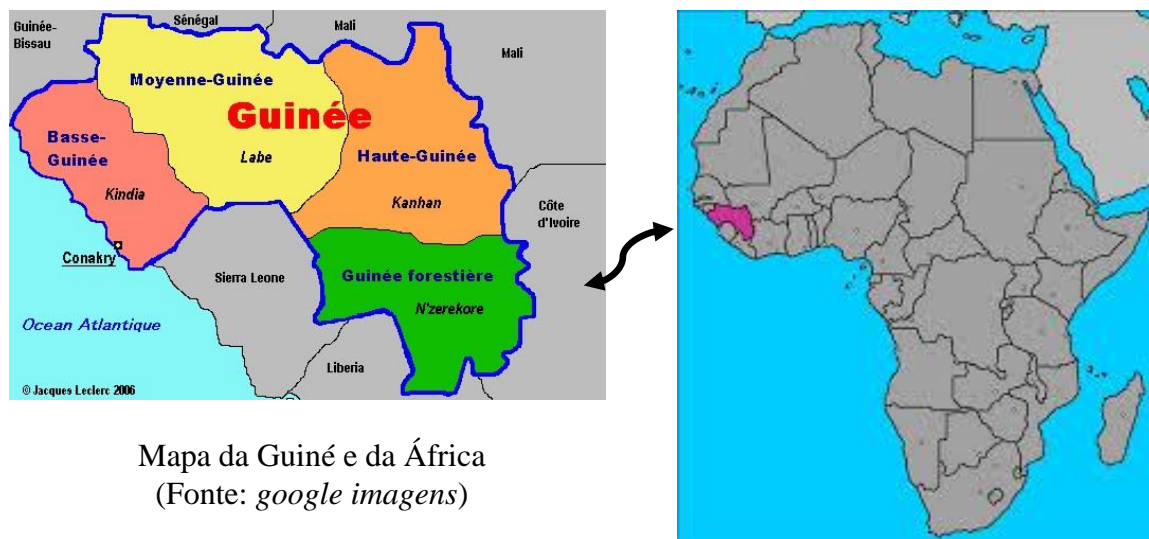 Guinée-
Bissau
Sénégal
Mali
Mali
Moyenne-Guinée
Guinée
Basse-
Guinée
Labe
Haute-Guinée
Kindia
Kanhan
Côte
d'Ivoire
Conakry
Sierra Leone
Guinée forestière
N'zerekore
Ocean Atlantique
Liberia
© Jacques Leclerc 2006
Mapa da Guiné e da África
(Fonte: google imagens)